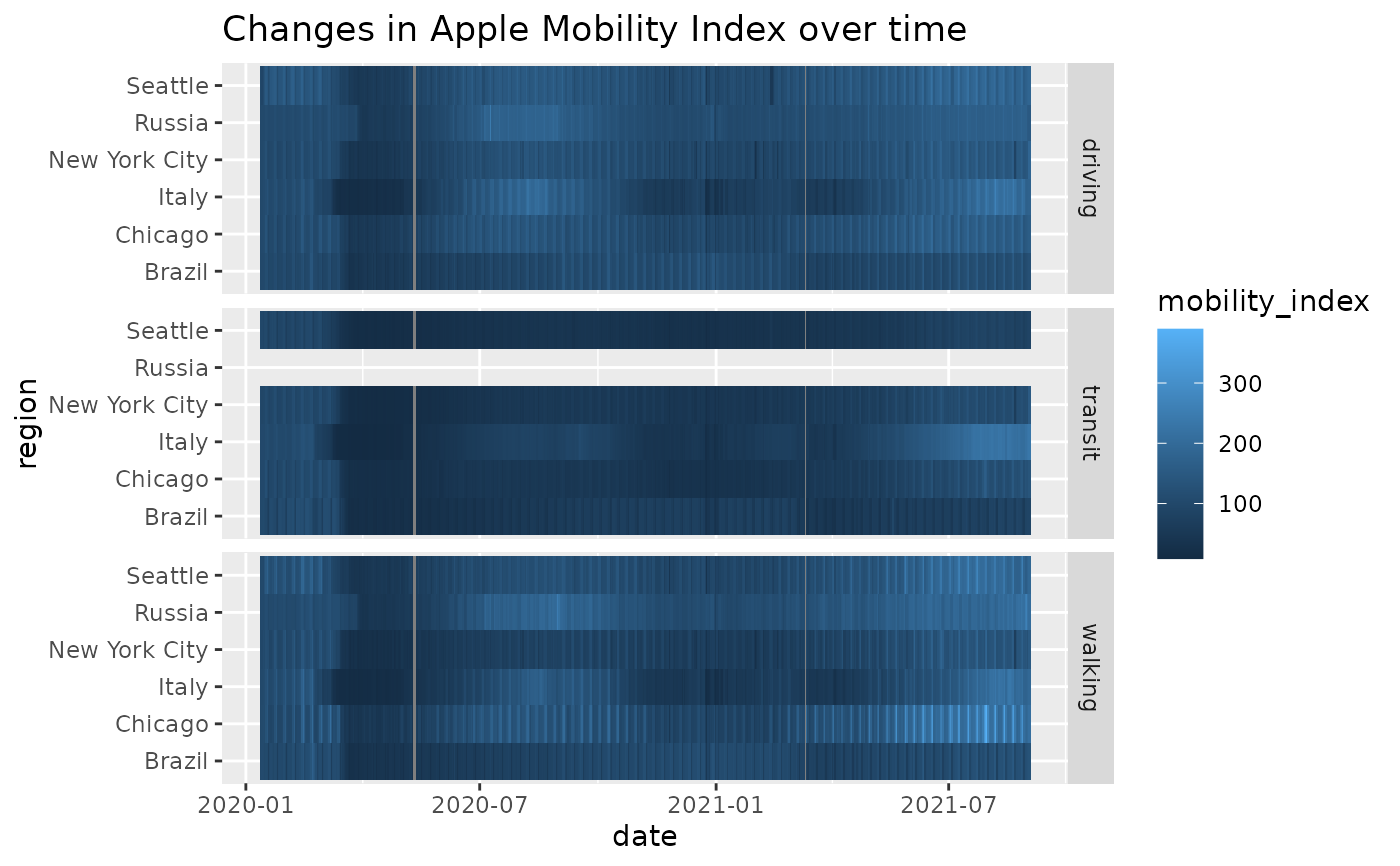 Changes in Apple Mobility Index over time
Seattle
Russia
New York City
Italy
Chicago
Brazil
driving
Seattle
Russia
New York City
Italy
Chicago
Brazil
transit
Seattle
Russia
New York City
Italy
Chicago
Brazil
walking
region
2020-01
2020-07
2021-01
2021-07
date
mobility_index
300
200
100